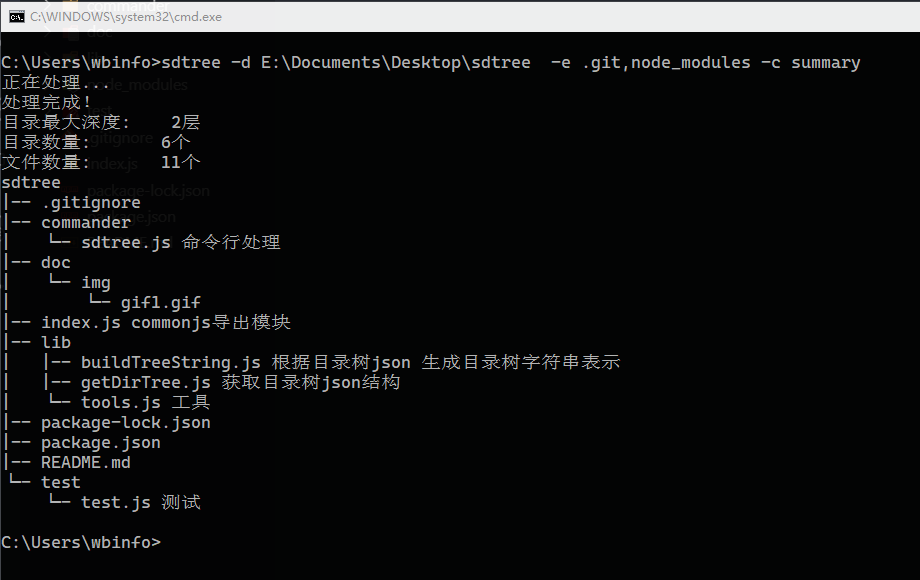 C:\WINDOWS\system32\cmd.exe
C:\Users\wbinfo>sdtree -d E:\Documents\Desktop\sdtree  -e .git,node_modules -c summary
正在处理...
处理完成!
目录最大深度:    2层
目录数量:       6个
文件数量:       11个
sdtree
|-- .gitignore
|-- commander
|   └-- sdtree.js 命令行处理
|-- doc
|   └-- img
|       └-- gif1.gif
|-- index.js commonjs导出模块
|-- lib
|   |-- buildTreeString.js 根据目录树json 生成目录树字符串表示
|   |-- getDirTree.js 获取目录树json结构
|   └-- tools.js 工具
|-- package-lock.json
|-- package.json
|-- README.md
└-- test
    └-- test.js 测试
C:\Users\wbinfo>